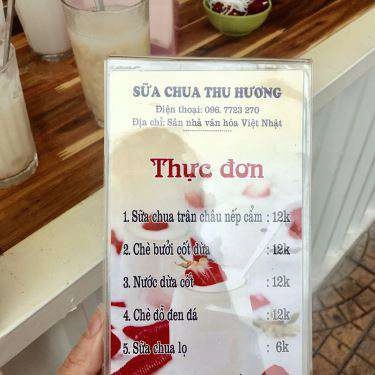 SỮA CHUA THU HƯƠNG
Điện thoại: 096. 7723 270
Địa chỉ: Sân nhà văn hóa Việt Nhật
Thực đơn
1. Sữa chua trân châu nếp cẩm : 12k
2. Chè bưởi cốt dừa : 12k
3. Nước dừa cốt : 12k
4. Chè đỗ đen đá : 12k
5. Sữa chua lọ : 6k